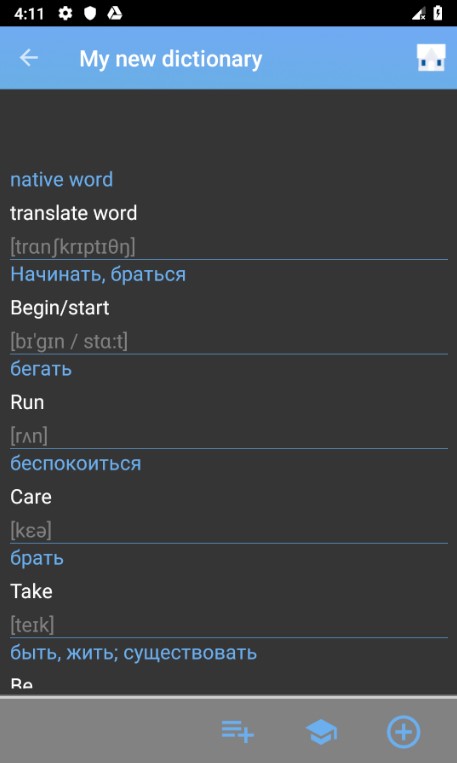 4:11
My new dictionary
native word
translate word
[trɑnʃkrɪptɪθŋ]
Начинать, браться
Begin/start
[bɪ'gɪn / stɑ:t]
бегать
Run
[rʌn]
беспокоиться
Care
[kɛə]
брать
Take
[teɪk]
быть, жить; существовать
Be